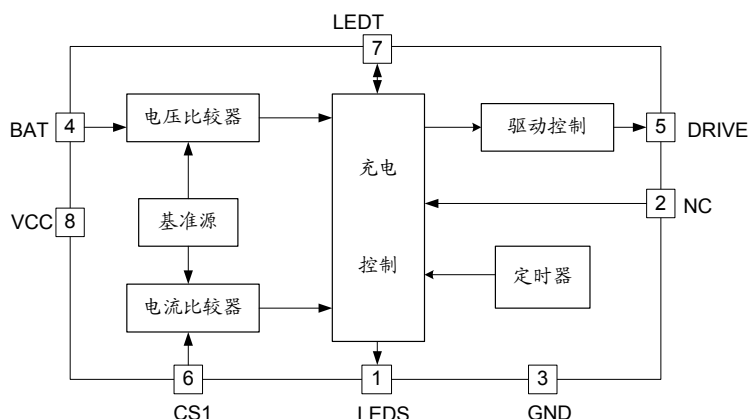 LEDT
7
电压比较器
驱动控制
BAT
4
5
DRIVE
充电
2
NC
VCC
8
基准源
控制
定时器
电流比较器
6
1
3
CS1
LEDS
GND